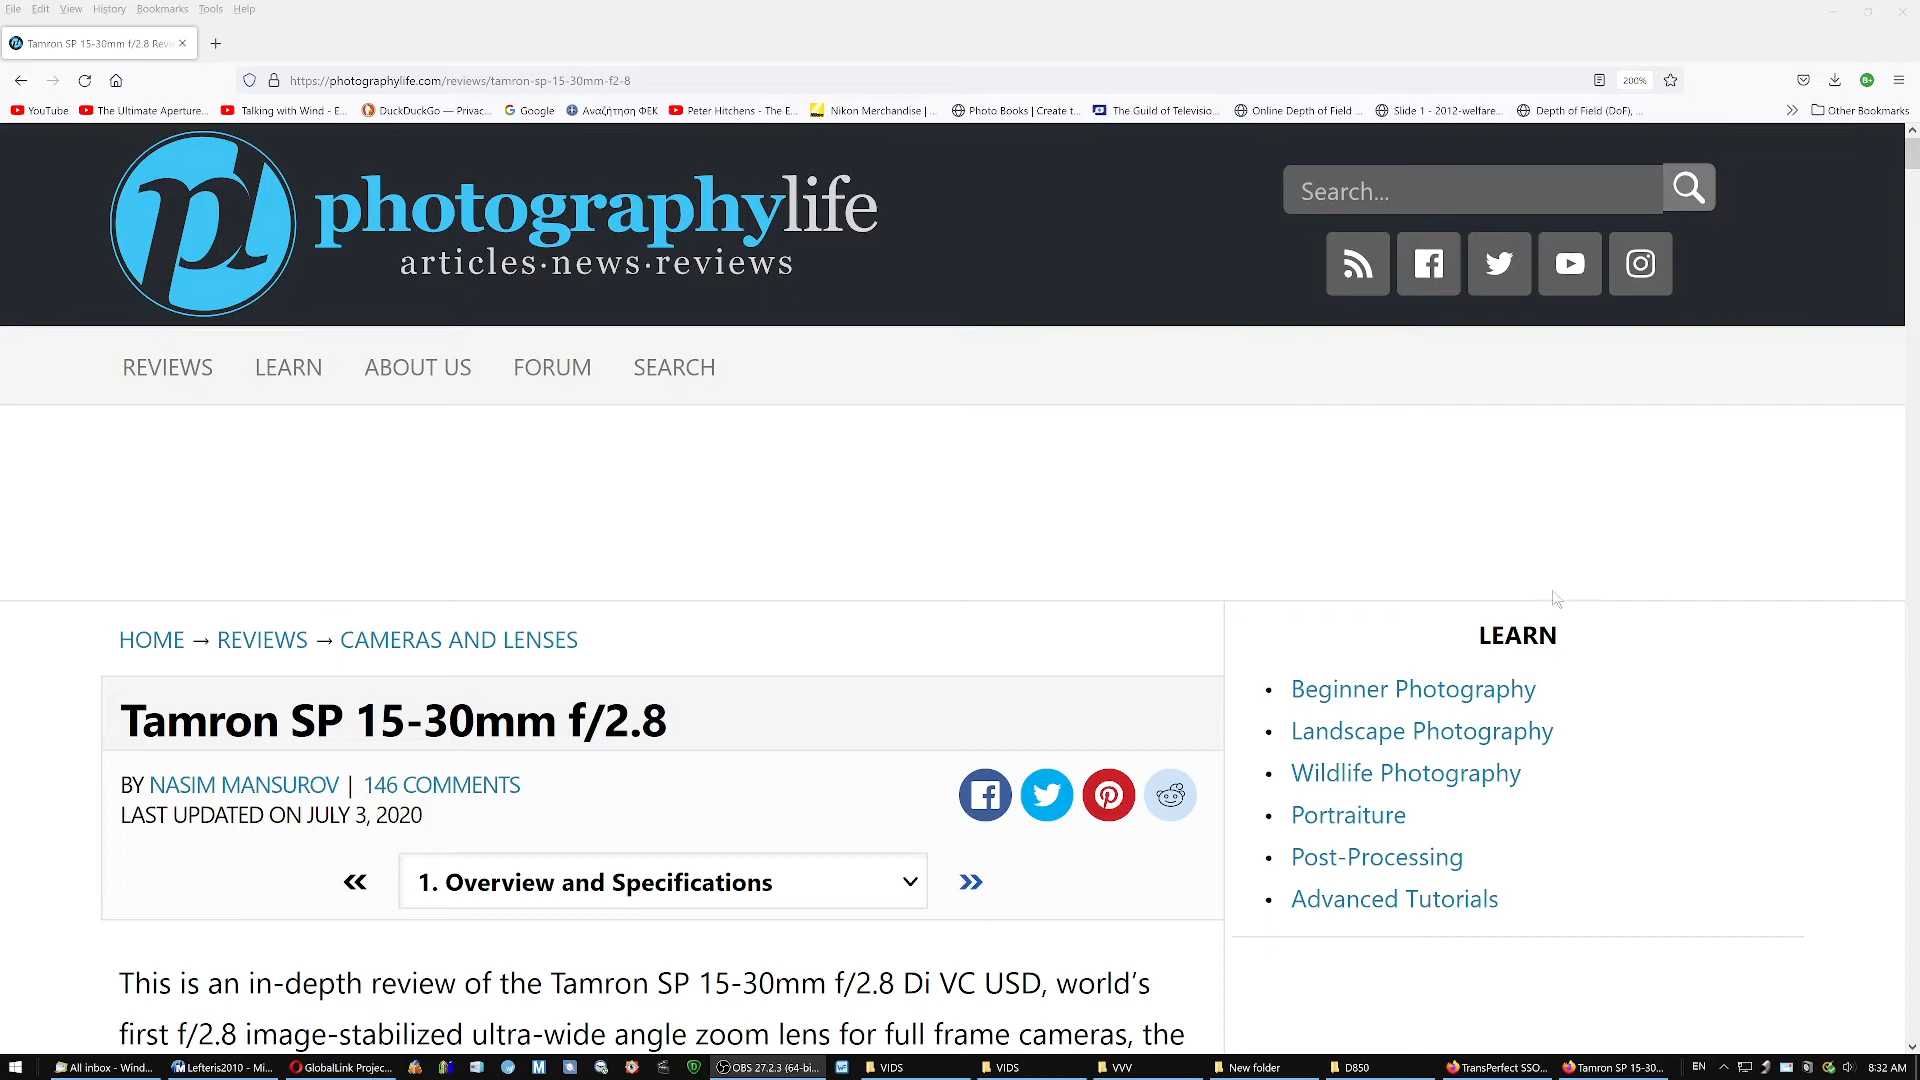 File Edit View History Bookmarks Tools Help
Tamron SP 15-30mm f/2.8 Revi
https://photographylife.com/reviews/tamron-sp-15-30mm-f2-8
200%
YouTube The Ultimate Aperture... Talking with Wind - E... DuckDuckGo — Privac... Google Αναζήτηση ΦΕΚ Peter Hitchens - The E... Nikon Merchandise | ... Photo Books | Create t... The Guild of Televisio... Online Depth of Field ... Slide 1 - 2012-welfare... Depth of Field (DoF), ... Other Bookmarks
photographylife
articles·news·reviews
Search...
REVIEWS LEARN ABOUT US FORUM SEARCH
HOME → REVIEWS → CAMERAS AND LENSES
Tamron SP 15-30mm f/2.8
BY NASIM MANSUROV | 146 COMMENTS
LAST UPDATED ON JULY 3, 2020
« 1. Overview and Specifications »
This is an in-depth review of the Tamron SP 15-30mm f/2.8 Di VC USD, world’s
first f/2.8 image-stabilized ultra-wide angle zoom lens for full frame cameras, the
LEARN
• Beginner Photography
• Landscape Photography
• Wildlife Photography
• Portraiture
• Post-Processing
• Advanced Tutorials
All inbox - Wind... Lefteris2010 - Mi... GlobalLink Projec... OBS 27.2.3 (64-bi... VIDS VIDS VVV New folder D850 TransPerfect SSO... Tamron SP 15-30... EN 8:32 AM